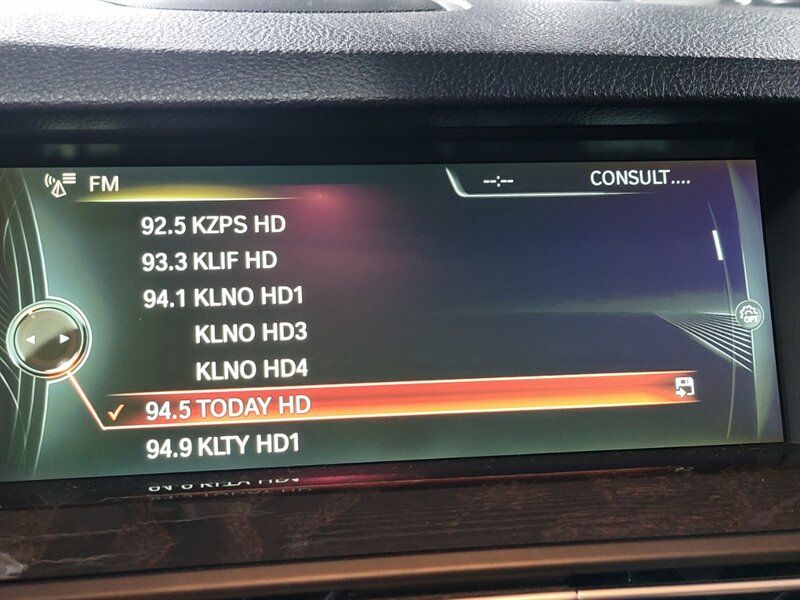 FM --:-- CONSULT....
92.5 KZPS HD
93.3 KLIF HD
94.1 KLNO HD1
KLNO HD3
KLNO HD4
94.5 TODAY HD
94.9 KLTY HD1
OPT